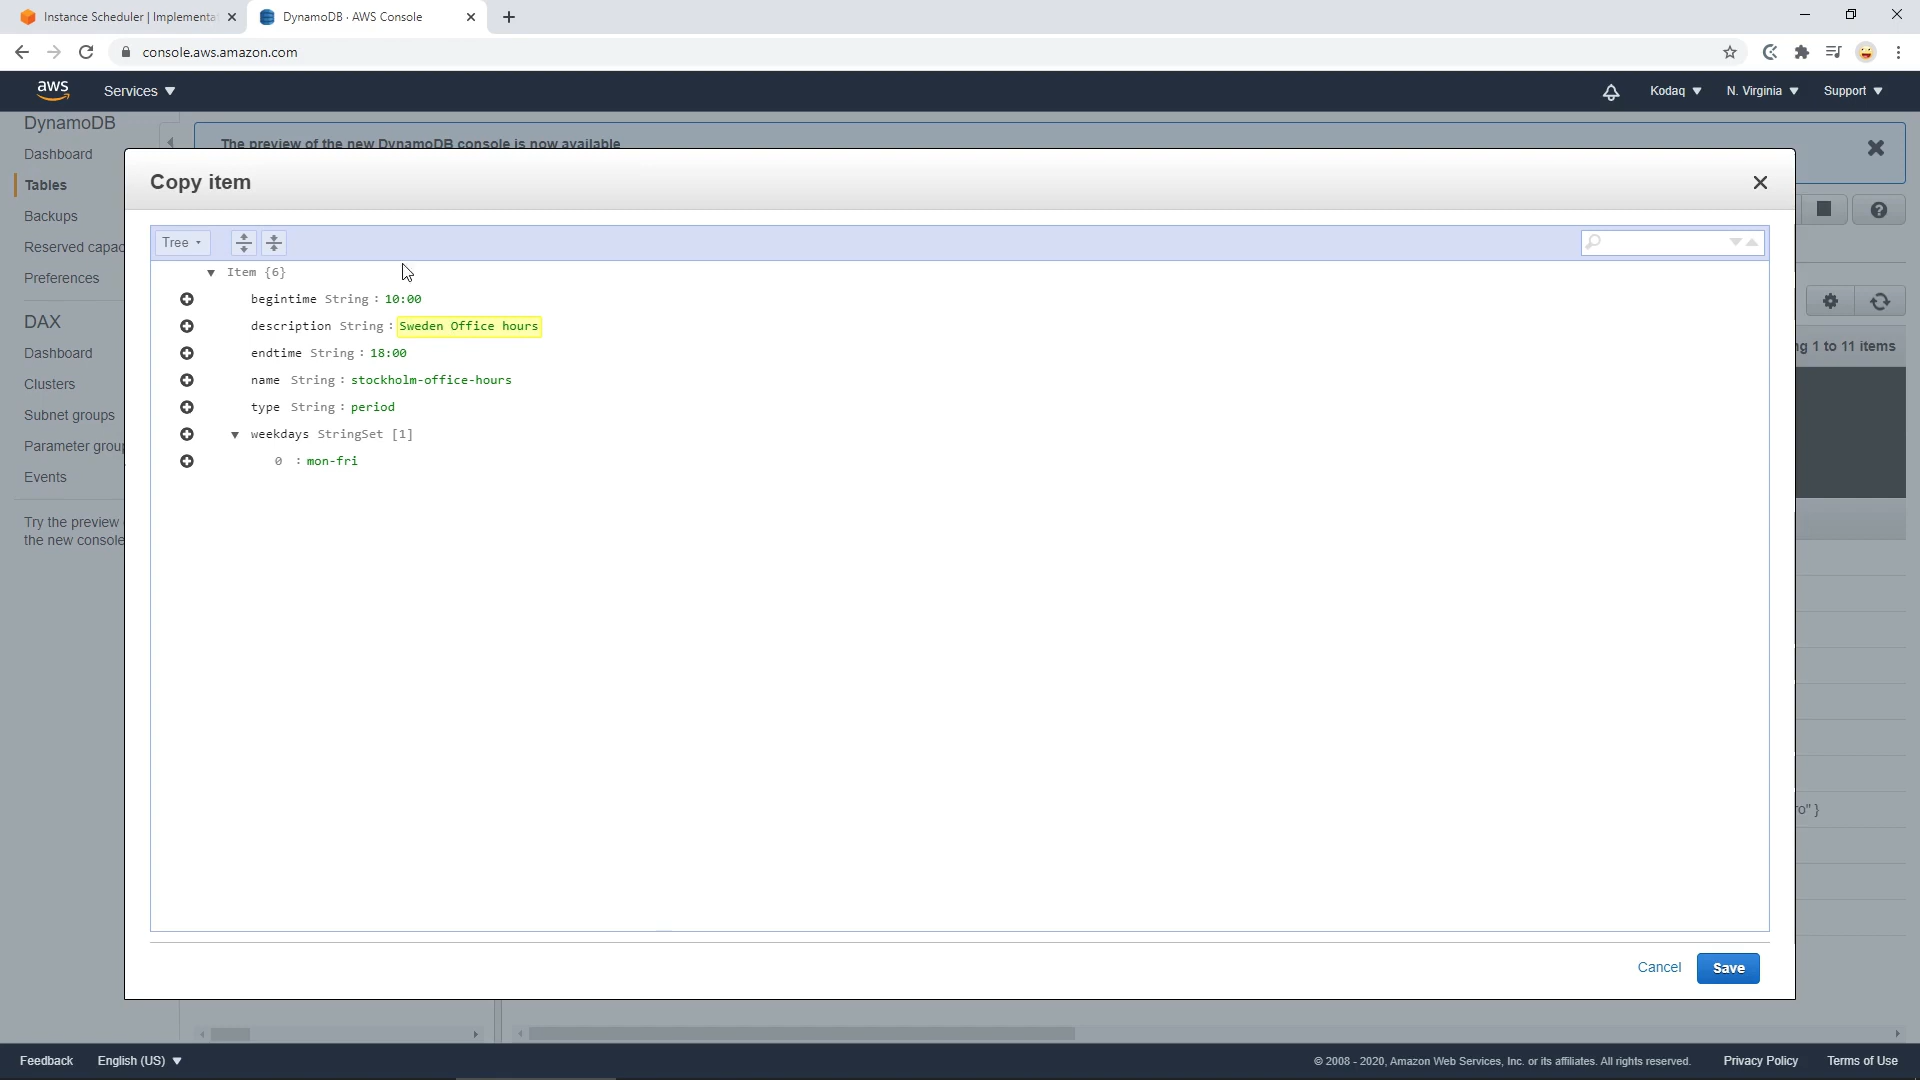 Instance Scheduler | Implementa
DynamoDB · AWS Console
console.aws.amazon.com
aws
Services
Kodaq
N. Virginia
Support
DynamoDB
Dashboard
Tables
Backups
Reserved capac
Preferences
DAX
Dashboard
Clusters
Subnet groups
Parameter group
Events
Try the preview
the new console
The preview of the new DynamoDB console is now available
Copy item
Tree
Item {6}
begintime String : 10:00
description String : Sweden Office hours
endtime String : 18:00
name String : stockholm-office-hours
type String : period
weekdays StringSet [1]
0 : mon-fri
ng 1 to 11 items
ro" }
Cancel
Save
Feedback
English (US)
© 2008 - 2020, Amazon Web Services, Inc. or its affiliates. All rights reserved.
Privacy Policy
Terms of Use